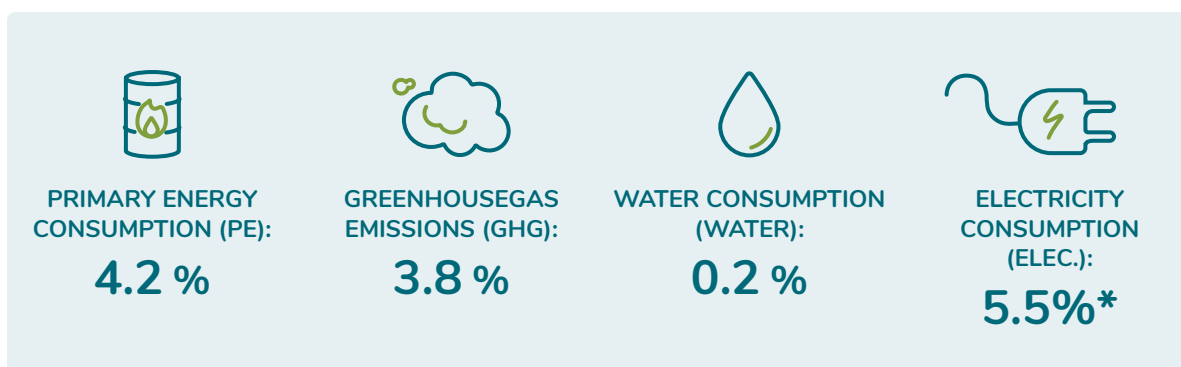 PRIMARY ENERGY
CONSUMPTION (PE):
4.2 %
GREENHOUSEGAS
EMISSIONS (GHG):
3.8 %
WATER CONSUMPTION
(WATER):
0.2 %
ELECTRICITY
CONSUMPTION
(ELEC.):
5.5%*